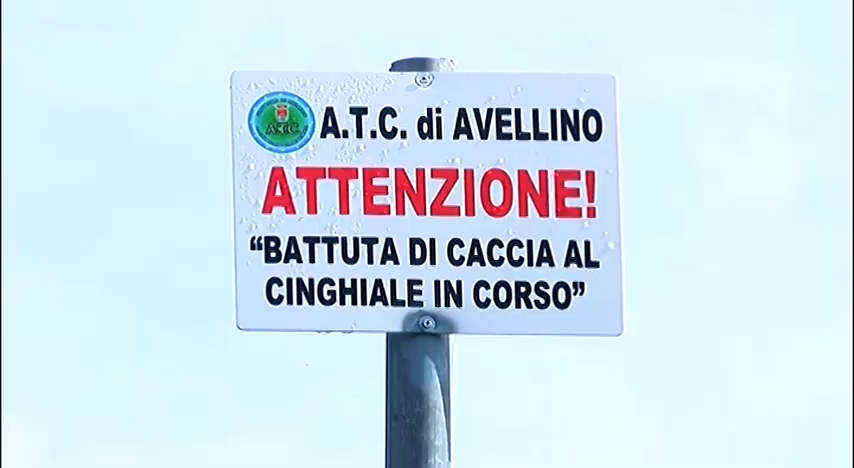 A.T.C. di AVELLINO
ATTENZIONE!
“BATTUTA DI CACCIA AL
CINGHIALE IN CORSO”
A.T.C.